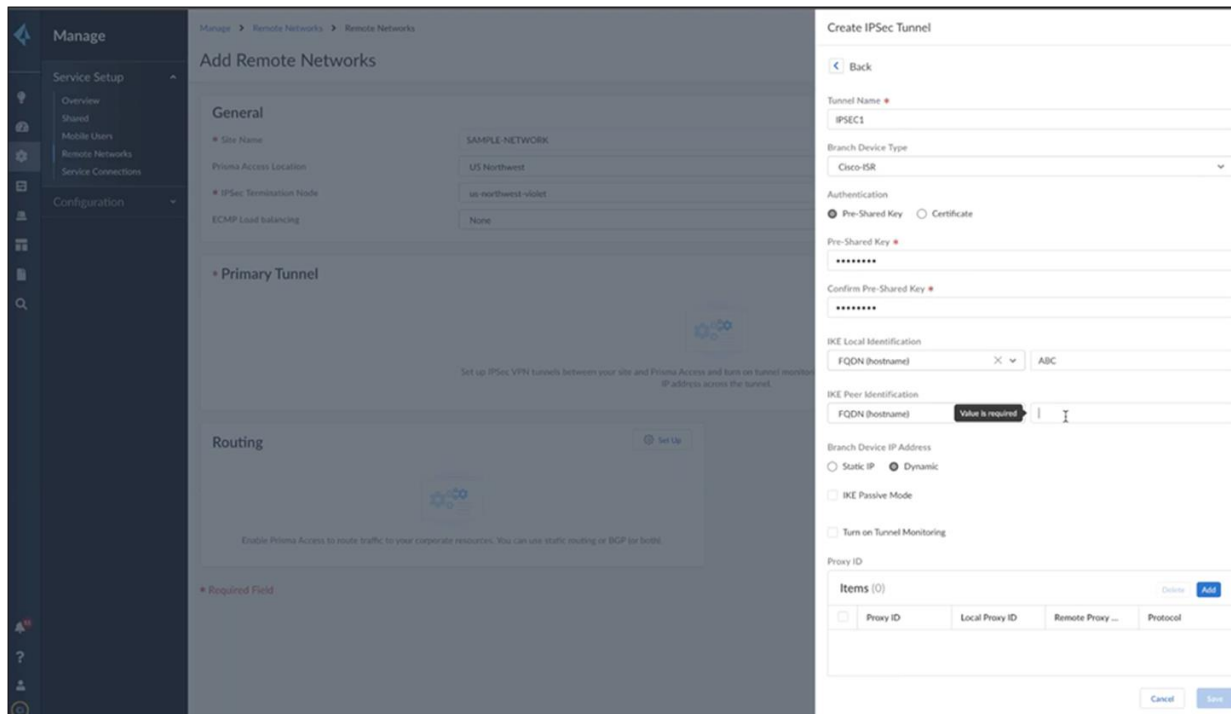 Manage
Service Setup
Overview
Shared
Mobile Users
Remote Networks
Service Connections
Configuration
Manage > Remote Networks > Remote Networks
Add Remote Networks
General
* Site Name SAMPLE-NETWORK
Prisma Access Location US Northwest
* IPSec Termination Node us-northwest-violet
ECMP Load balancing None
* Primary Tunnel
Set up IPSec VPN tunnels between your site and Prisma Access and turn on tunnel monitor
IP address across the tunnel.
Routing Set Up
Enable Prisma Access to route traffic to your corporate resources. You can use static routing or BGP (or both).
* Required Field
Create IPSec Tunnel
Back
Tunnel Name *
IPSEC1
Branch Device Type
Cisco-ISR
Authentication
Pre-Shared Key Certificate
Pre-Shared Key *
••••••••
Confirm Pre-Shared Key *
••••••••
IKE Local Identification
FQDN (hostname) ABC
IKE Peer Identification
FQDN (hostname) Value is required
Branch Device IP Address
Static IP Dynamic
IKE Passive Mode
Turn on Tunnel Monitoring
Proxy ID
Items (0) Delete Add
Proxy ID Local Proxy ID Remote Proxy ... Protocol
Cancel Save